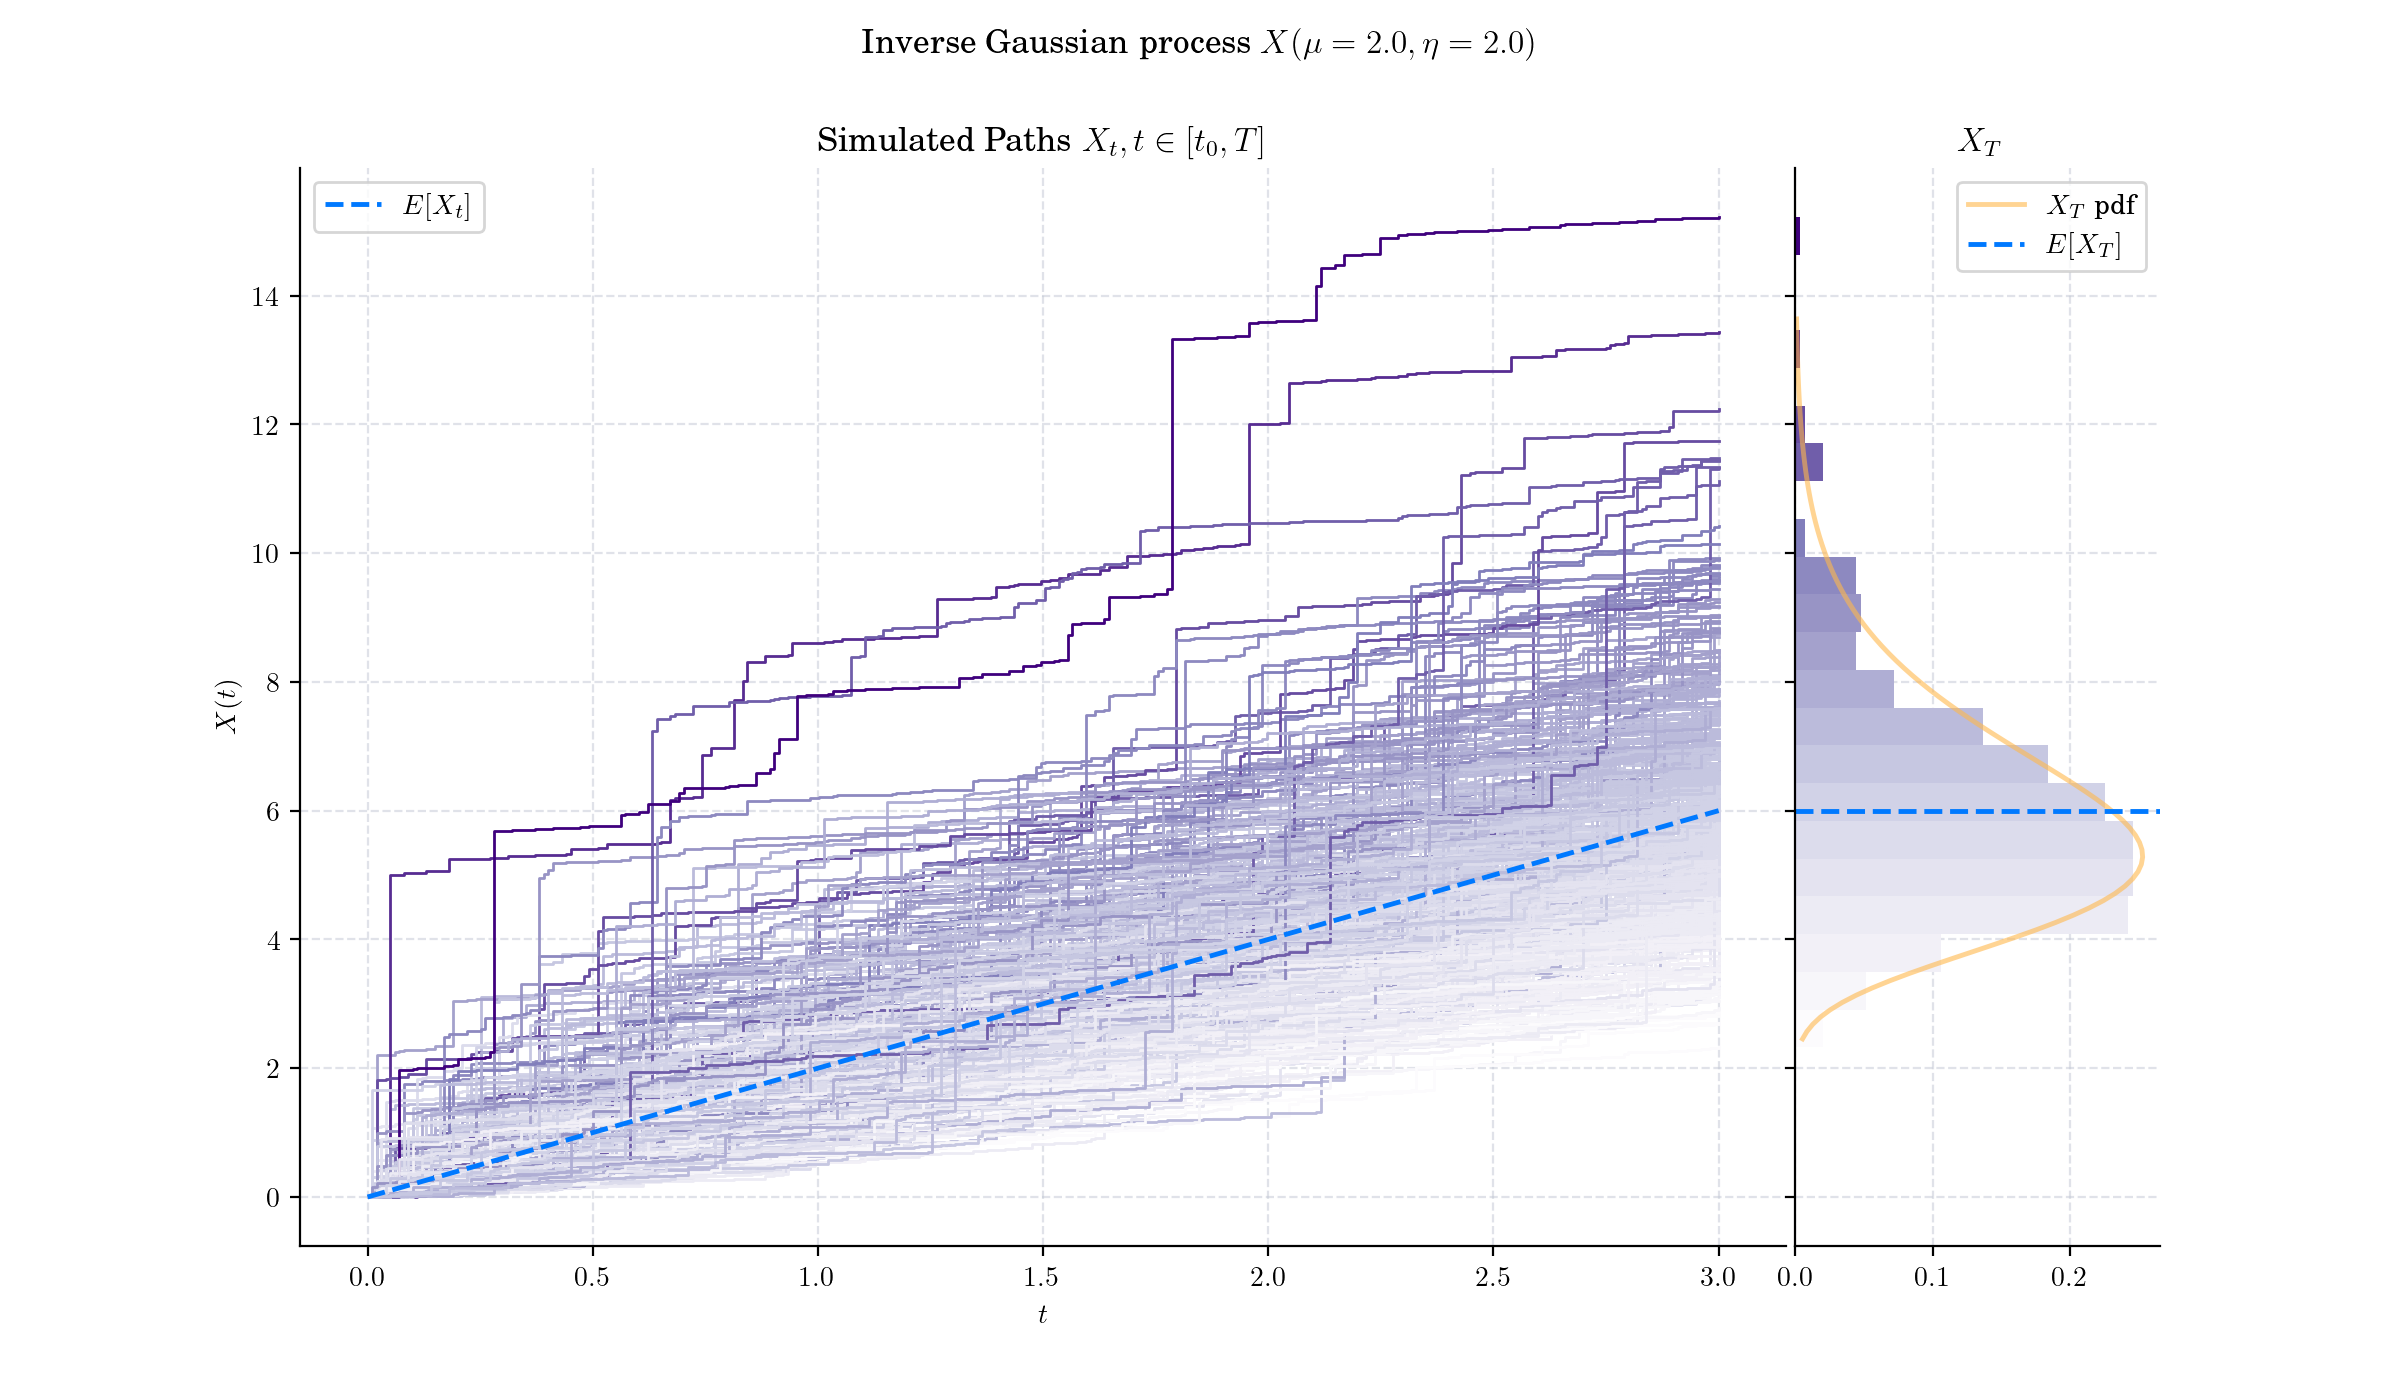 Inverse Gaussian process X(μ = 2.0, η = 2.0)
Simulated Paths X_t, t ∈ [t_0, T]
X_T
E[X_t]
X_T pdf
E[X_T]
14
12
10
8
6
4
2
0
X(t)
0.0 0.5 1.0 1.5 2.0 2.5 3.0
0.0 0.1 0.2
t